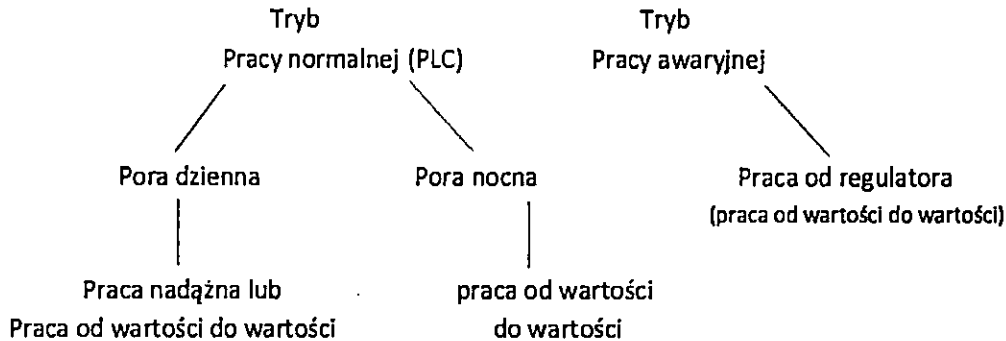 Tryb
Pracy normalnej (PLC)
Tryb
Pracy awaryjnej
Pora dzienna
Pora nocna
Praca od regulatora
(praca od wartości do wartości)
Praca nadążna lub
Praca od wartości do wartości
praca od wartości
do wartości